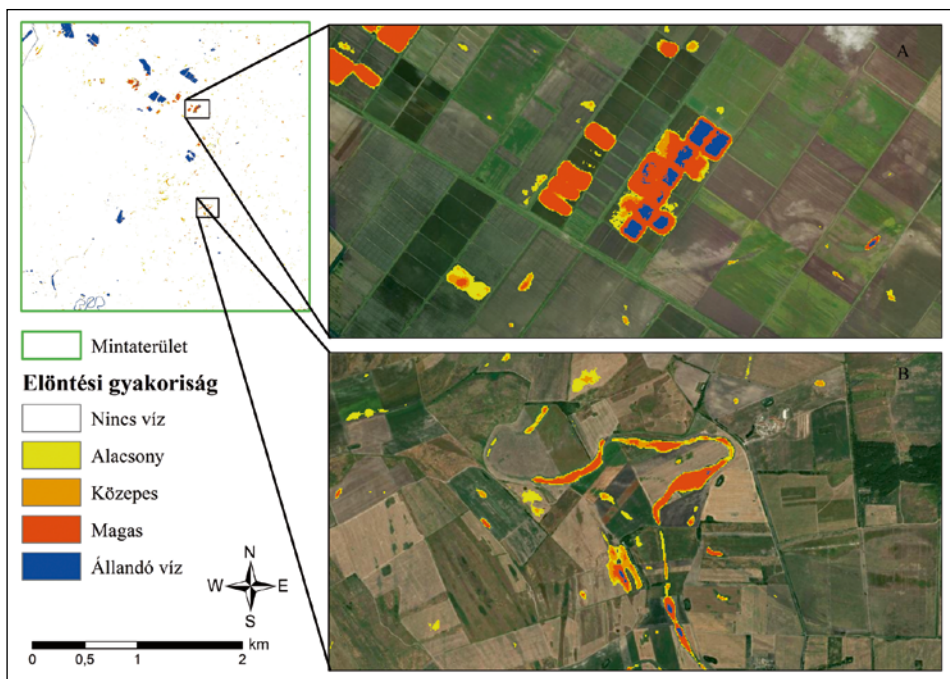 A
Mintaterület
Elöntési gyakoriság
Nincs víz
Alacsony
Közepes
Magas
Állandó víz
N
W E
S
km
0 0,5 1 2
B